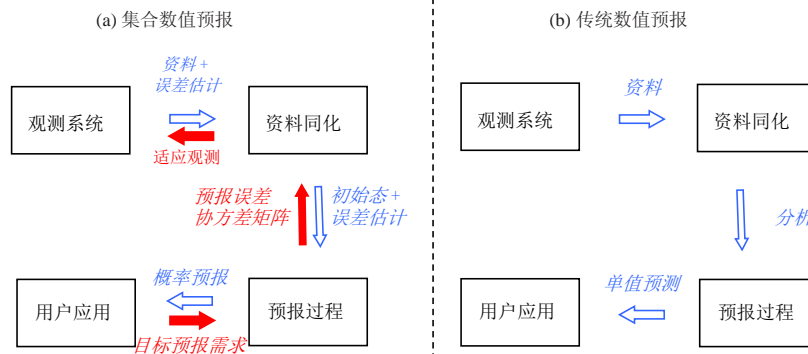 (a) 集合数值预报
资料 +
误差估计
观测系统
资料同化
适应观测
预报误差
协方差矩阵
初始态 +
误差估计
概率预报
用户应用
预报过程
目标预报需求
(b) 传统数值预报
资料
观测系统
资料同化
分析
单值预测
用户应用
预报过程